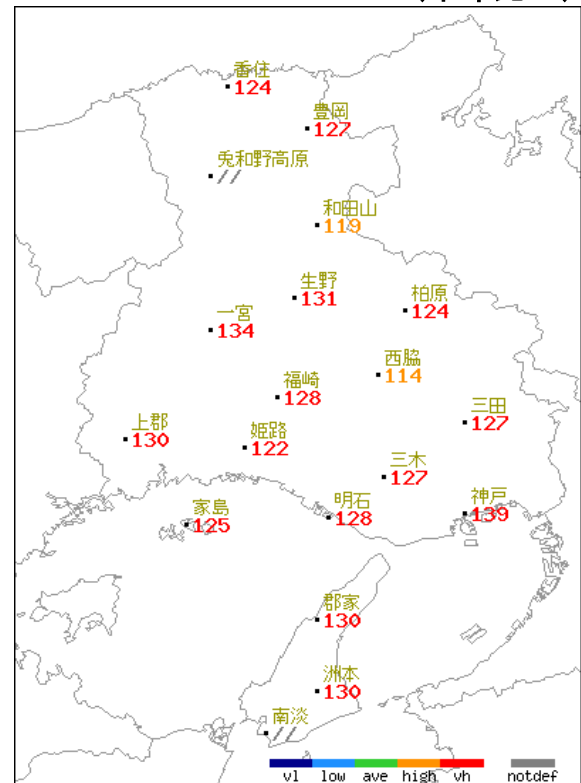 香住
124
豊岡
127
兎和野高原
//
和田山
119
生野
131
柏原
124
一宮
134
西脇
114
福崎
128
三田
127
上郡
130
姫路
122
三木
127
家島
125
明石
128
神戸
139
郡家
130
洲本
130
南淡
//
vl low ave high vh notdef